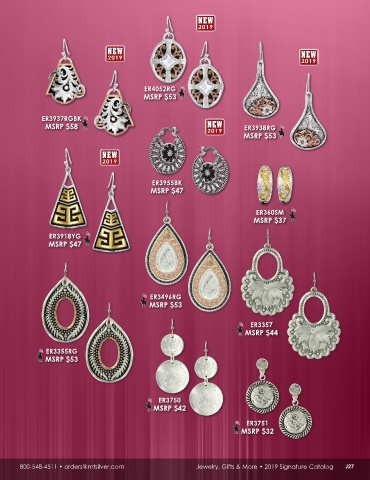 NEW
2019
NEW
2019
NEW
2019
ER4052RG
MSRP $53
ER3937RGBK
MSRP $58
ER3938RG
MSRP $53
NEW
2019
NEW
2019
ER3955BK
MSRP $47
ER3605M
MSRP $37
ER3918YG
MSRP $47
ER3496RG
MSRP $53
ER3357
MSRP $44
ER3355RG
MSRP $53
ER3750
MSRP $42
ER3751
MSRP $32
800-548-4511 • orders@mtsilver.com Jewelry, Gifts & More • 2019 Signature Catalog J27